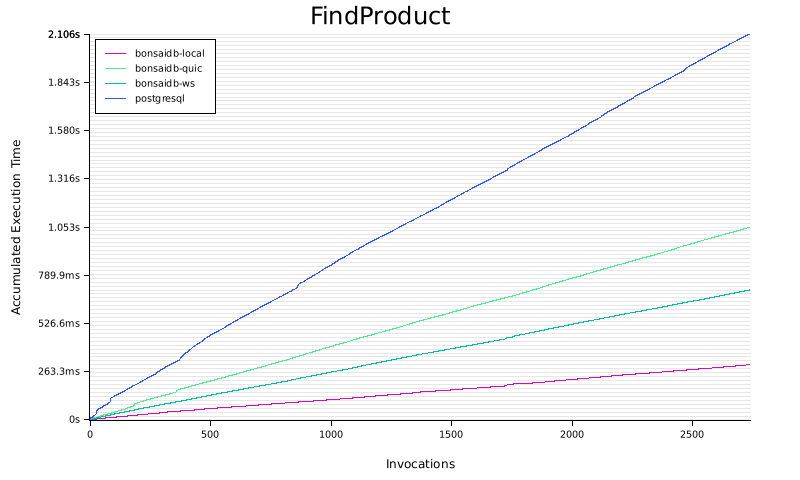 FindProduct
bonsaidb-local
bonsaidb-quic
bonsaidb-ws
postgresql
Accumulated Execution Time
2.106s
1.843s
1.580s
1.316s
1.053s
789.9ms
526.6ms
263.3ms
0s
0 500 1000 1500 2000 2500
Invocations